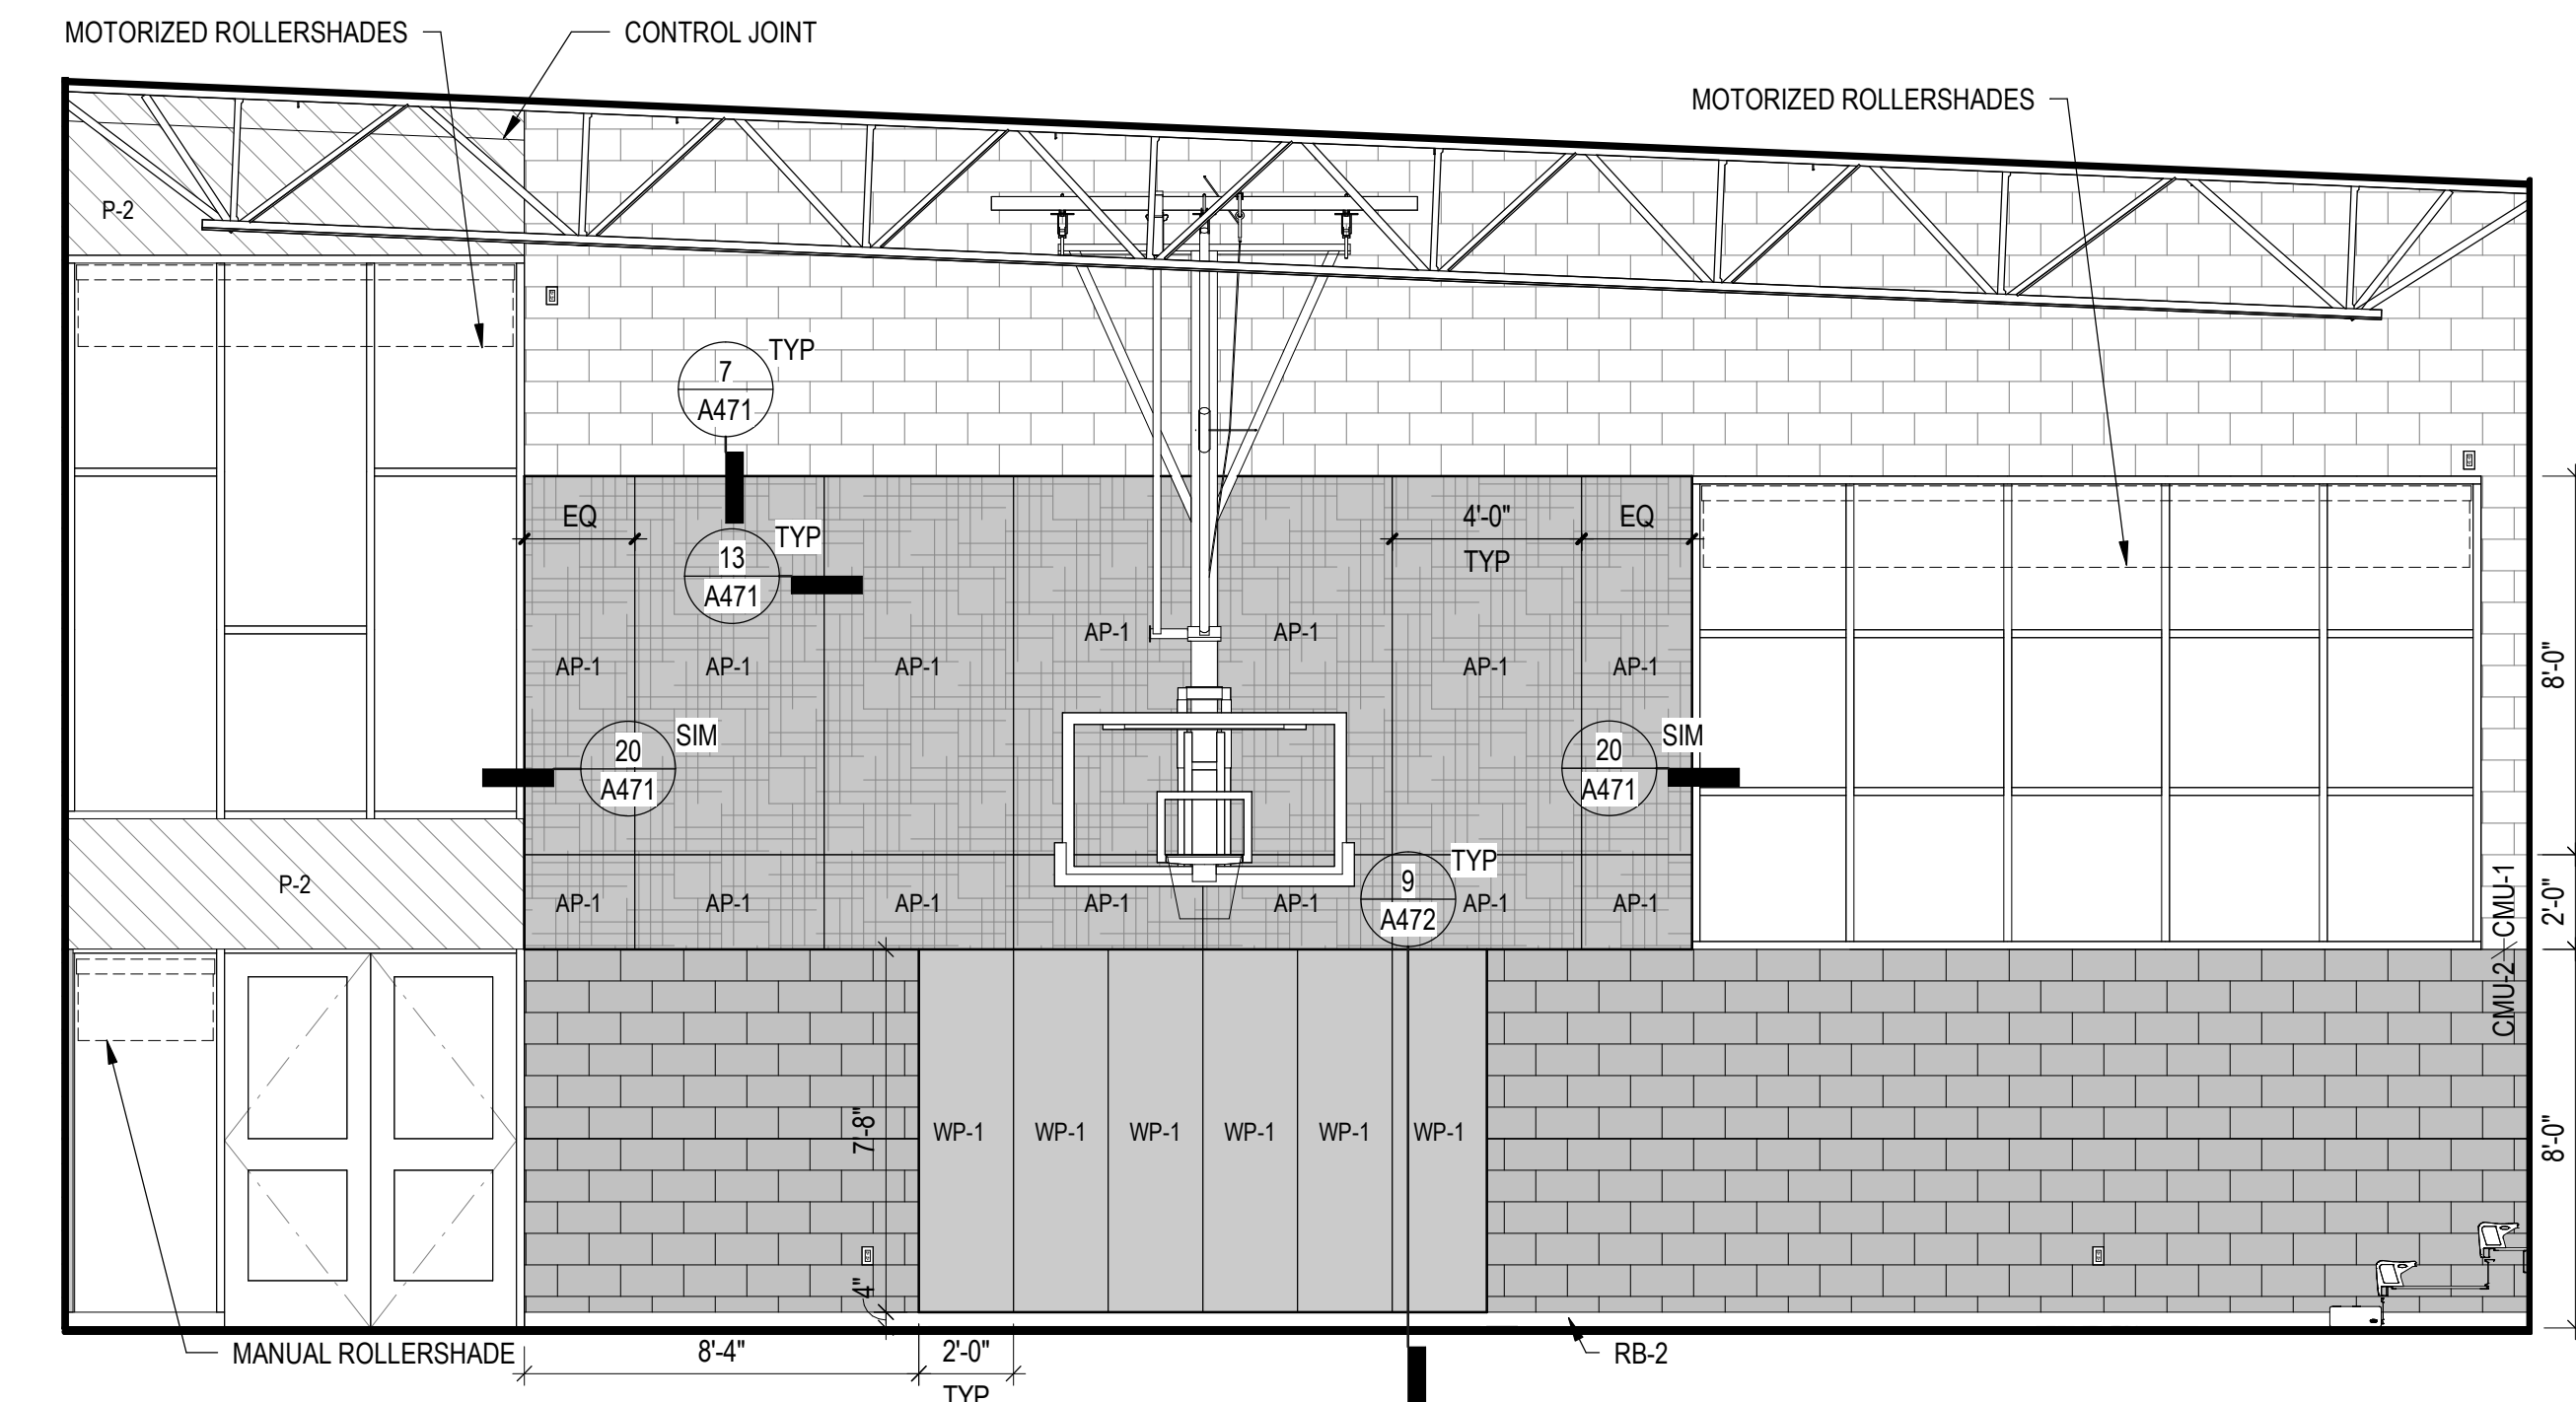 MOTORIZED ROLLERSHADES
CONTROL JOINT
MOTORIZED ROLLERSHADES
P-2
7
A471
TYP
EQ
4'-0"
TYP
EQ
13
A471
TYP
AP-1
AP-1
AP-1
AP-1
AP-1
AP-1
AP-1
8'-0"
20
A471
SIM
20
A471
SIM
P-2
9
A472
TYP
AP-1
AP-1
AP-1
AP-1
AP-1
AP-1
AP-1
CMU-1
2'-0"
CMU-2
7'-8"
WP-1
WP-1
WP-1
WP-1
WP-1
WP-1
8'-0"
4"
MANUAL ROLLERSHADE
8'-4"
2'-0"
TYP
RB-2